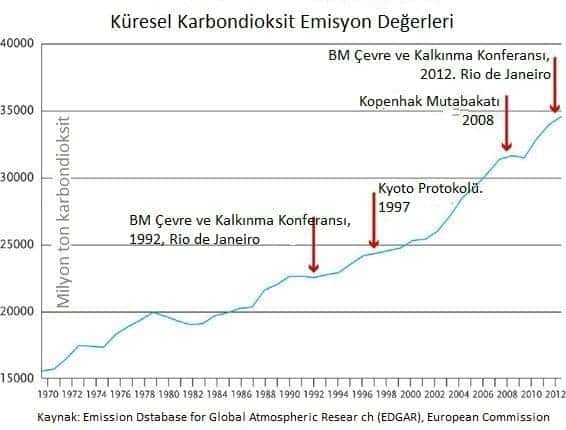 Küresel Karbondioksit Emisyon Değerleri
40000
BM Çevre ve Kalkınma Konferansı,
2012. Rio de Janeiro
35000
Kopenhak Mutabakatı
2008
Milyon ton karbondioksit
30000
Kyoto Protokolü.
1997
BM Çevre ve Kalkınma Konferansı,
1992, Rio de Janeiro
25000
20000
15000
1970 1972 1974 1976 1978 1980 1982 1984 1986 1988 1990 1992 1994 1996 1998 2000 2002 2004 2006 2008 2010 2012
Kaynak: Emission Dstabase for Global Atmospheric Resear ch (EDGAR), European Commission